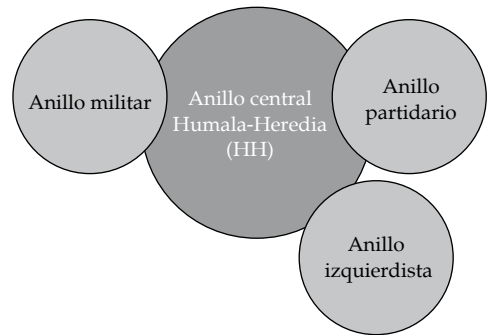 Anillo militar
Anillo central
Humala-Heredia
(HH)
Anillo
partidario
Anillo
izquierdista